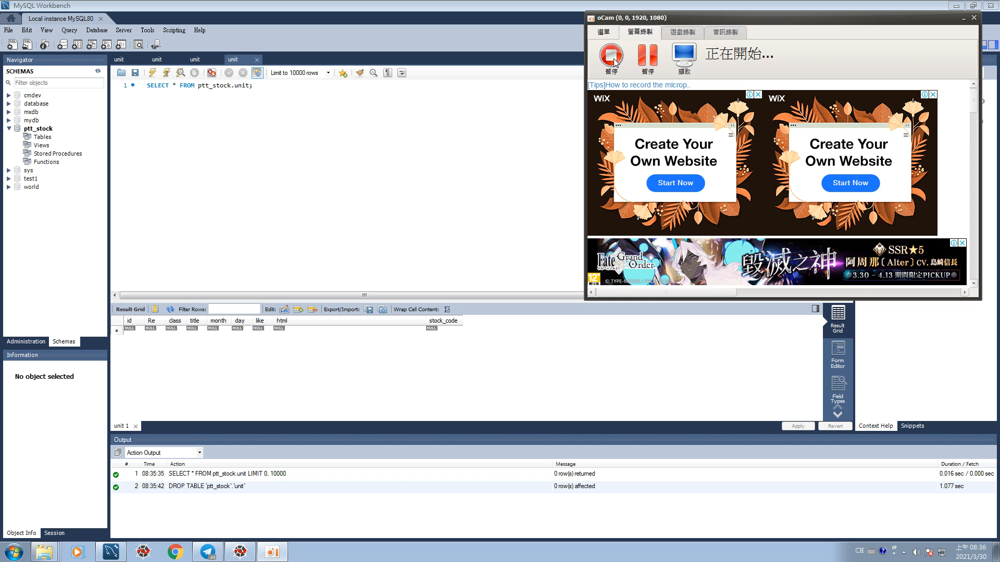 MySQL Workbench
Local instance MySQL80
File Edit View Query Database Server Tools Scripting Help
Navigator
SCHEMAS
Filter objects
cmdev
database
mxdb
mydb
ptt_stock
Tables
Views
Stored Procedures
Functions
sys
test1
world
Administration Schemas
Information
No object selected
Object Info Session
unit unit unit unit
Limit to 10000 rows
1 SELECT * FROM ptt_stock.unit;
oCam (0, 0, 1920, 1080)
選單 螢幕錄製 遊戲錄製 音訊錄製
暫停 暫停 擷取
正在開始...
[Tips]How to record the microp..
WiX
Create Your
Own Website
Start Now
WiX
Create Your
Own Website
Start Now
Fate Grand Order
毀滅之神
SSR★5
阿周那〔Alter〕CV.島崎信長
3.30 - 4.13 期間限定PICKUP
12+
© TYPE-MOON / FGO PROJECT
Result Grid Filter Rows: Edit: Export/Import: Wrap Cell Content:
id Re class title month day like html stock_code
NULL NULL NULL NULL NULL NULL NULL NULL NULL
Result
Grid
Form
Editor
Field
Types
unit 1
Apply Revert
Context Help Snippets
Output
Action Output
# Time Action Message Duration / Fetch
1 08:35:35 SELECT * FROM ptt_stock.unit LIMIT 0, 10000 0 row(s) returned 0.016 sec / 0.000 sec
2 08:35:42 DROP TABLE `ptt_stock`.`unit` 0 row(s) affected 1.077 sec
49
CH
上午 08:36
2021/3/30